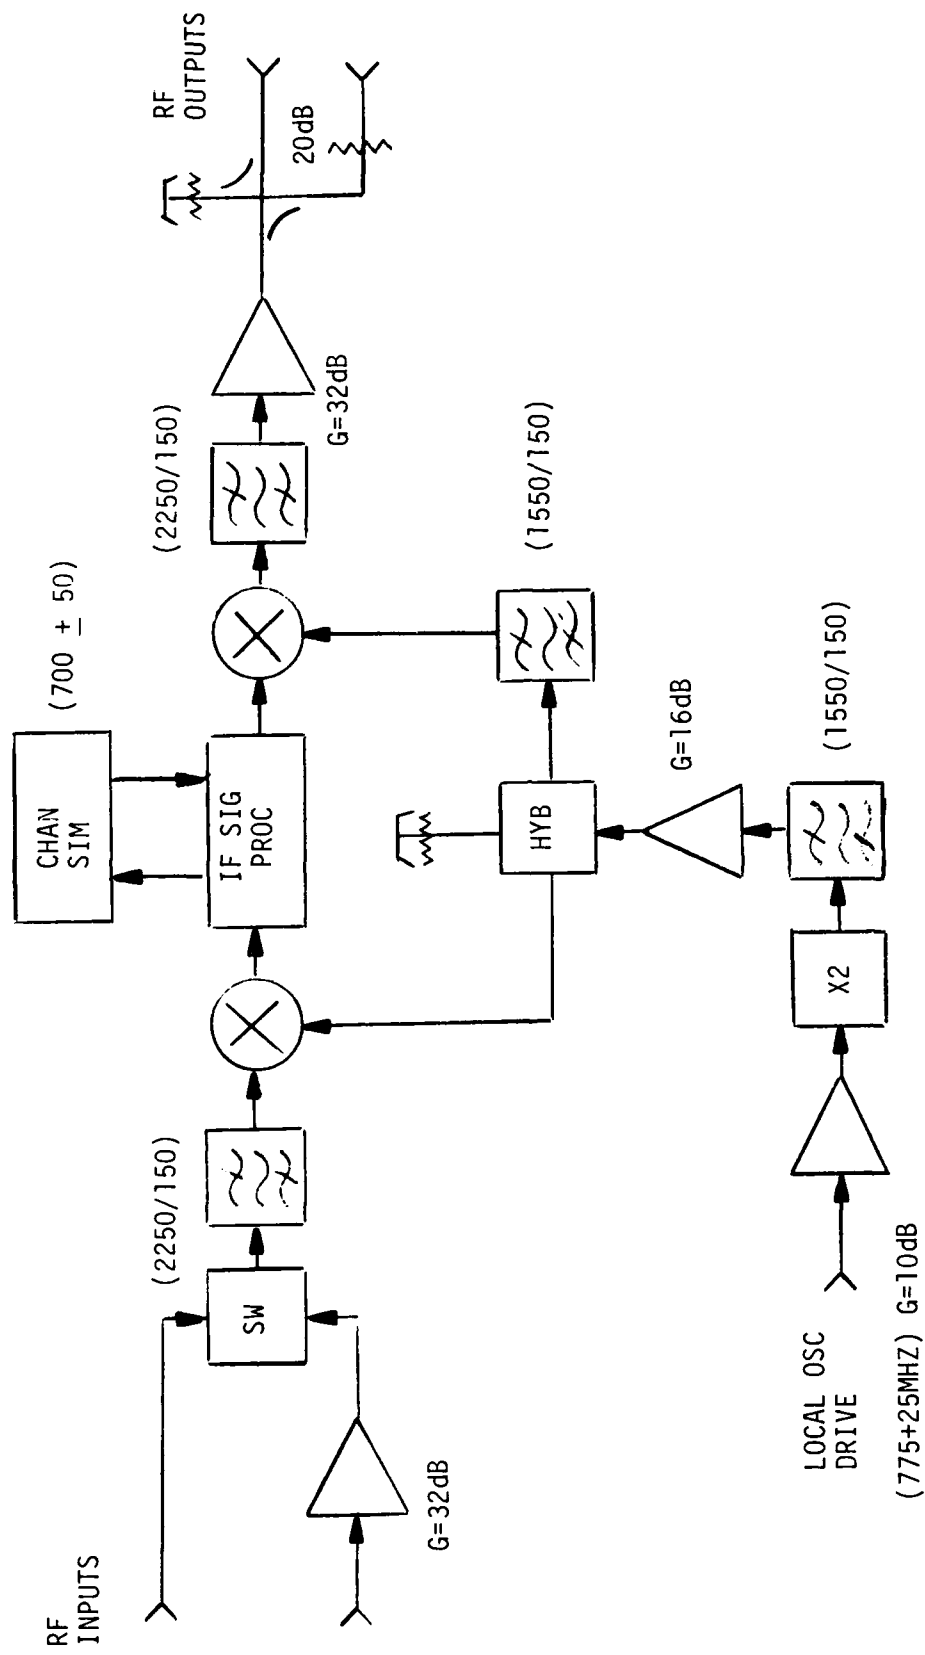 RF
INPUTS
G=32dB
SW
(2250/150)
CHAN
SIM
(700 ± 50)
IF SIG
PROC
(2250/150)
G=32dB
RF
OUTPUTS
20dB
HYB
(1550/150)
G=16dB
LOCAL OSC
DRIVE
(775+25MHZ) G=10dB
X2
(1550/150)